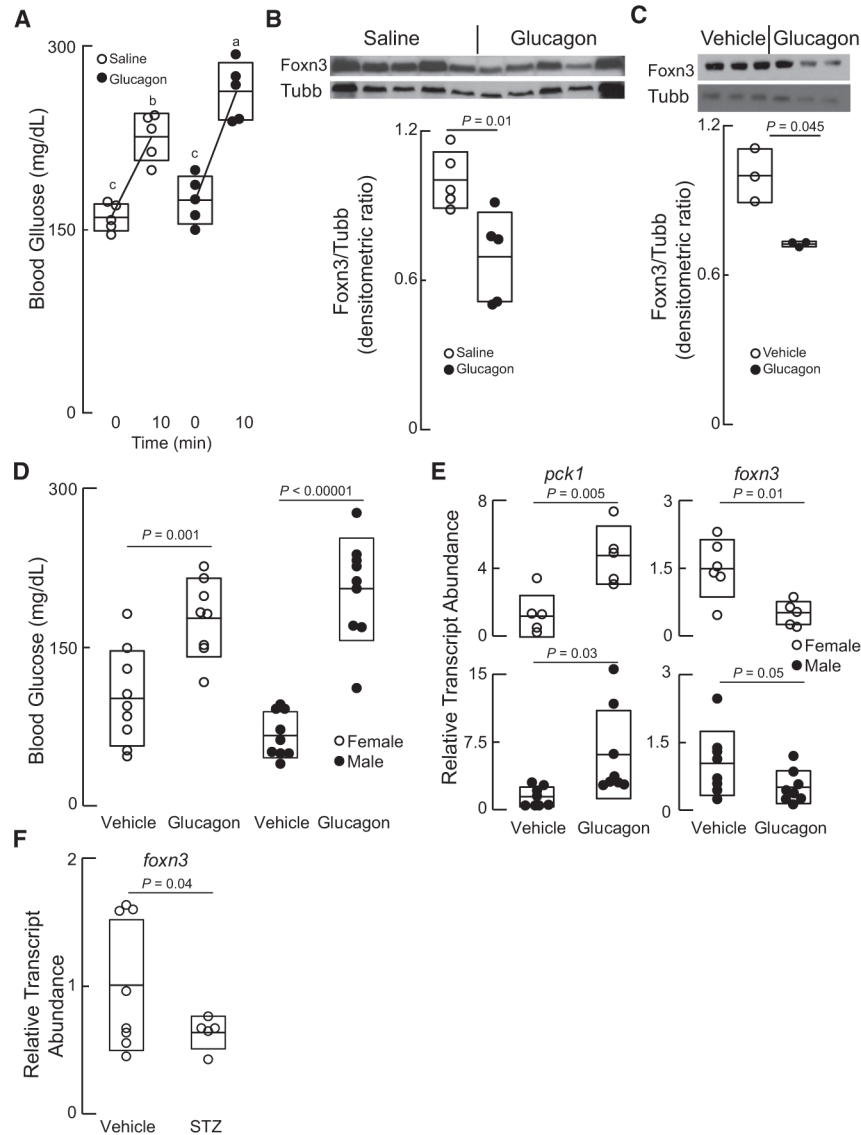 A
Blood Glluose (mg/dL)
300
150
0
Saline
Glucagon
c
b
c
a
0 10 0 10
Time (min)
B
Saline Glucagon
Foxn3
Tubb
P = 0.01
Foxn3/Tubb
(densitometric ratio)
1.2
0.6
0
Saline
Glucagon
C
Vehicle Glucagon
Foxn3
Tubb
P = 0.045
Foxn3/Tubb
(densitometric ratio)
1.2
0.6
0
Vehicle
Glucagon
D
Blood Glucose (mg/dL)
300
150
0
P = 0.001
P < 0.00001
Female
Male
Vehicle Glucagon Vehicle Glucagon
E
Relative Transcript Abundance
pck1
P = 0.005
8
4
0
foxn3
P = 0.01
3
1.5
0
Female
Male
P = 0.03
15
7.5
0
P = 0.05
3
1.5
0
Vehicle Glucagon Vehicle Glucagon
F
foxn3
P = 0.04
Relative Transcript
Abundance
2
1
0
Vehicle STZ